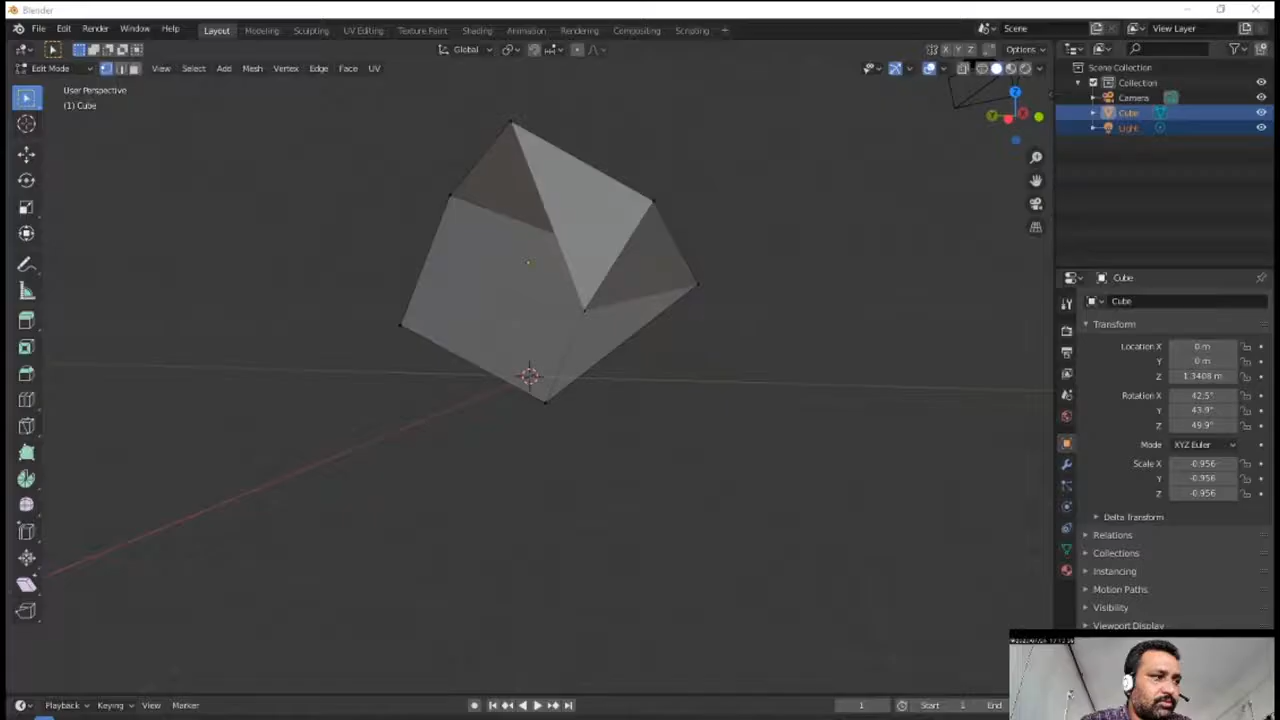 Blender
File Edit Render Window Help Layout Modeling Sculpting UV Editing Texture Paint Shading Animation Rendering Compositing Scripting + Scene View Layer
Global X Y Z Options
Edit Mode View Select Add Mesh Vertex Edge Face UV
User Perspective
(1) Cube
Z
Y
X
Scene Collection
Collection
Camera
Cube
Light
Cube
Cube
Transform
Location X 0 m
Y 0 m
Z 1.3408 m
Rotation X 42.5°
Y 43.9°
Z 49.9°
Mode XYZ Euler
Scale X -0.956
Y -0.956
Z -0.956
Delta Transform
Relations
Collections
Instancing
Motion Paths
Visibility
Viewport Display
Playback Keying View Marker 1 Start End